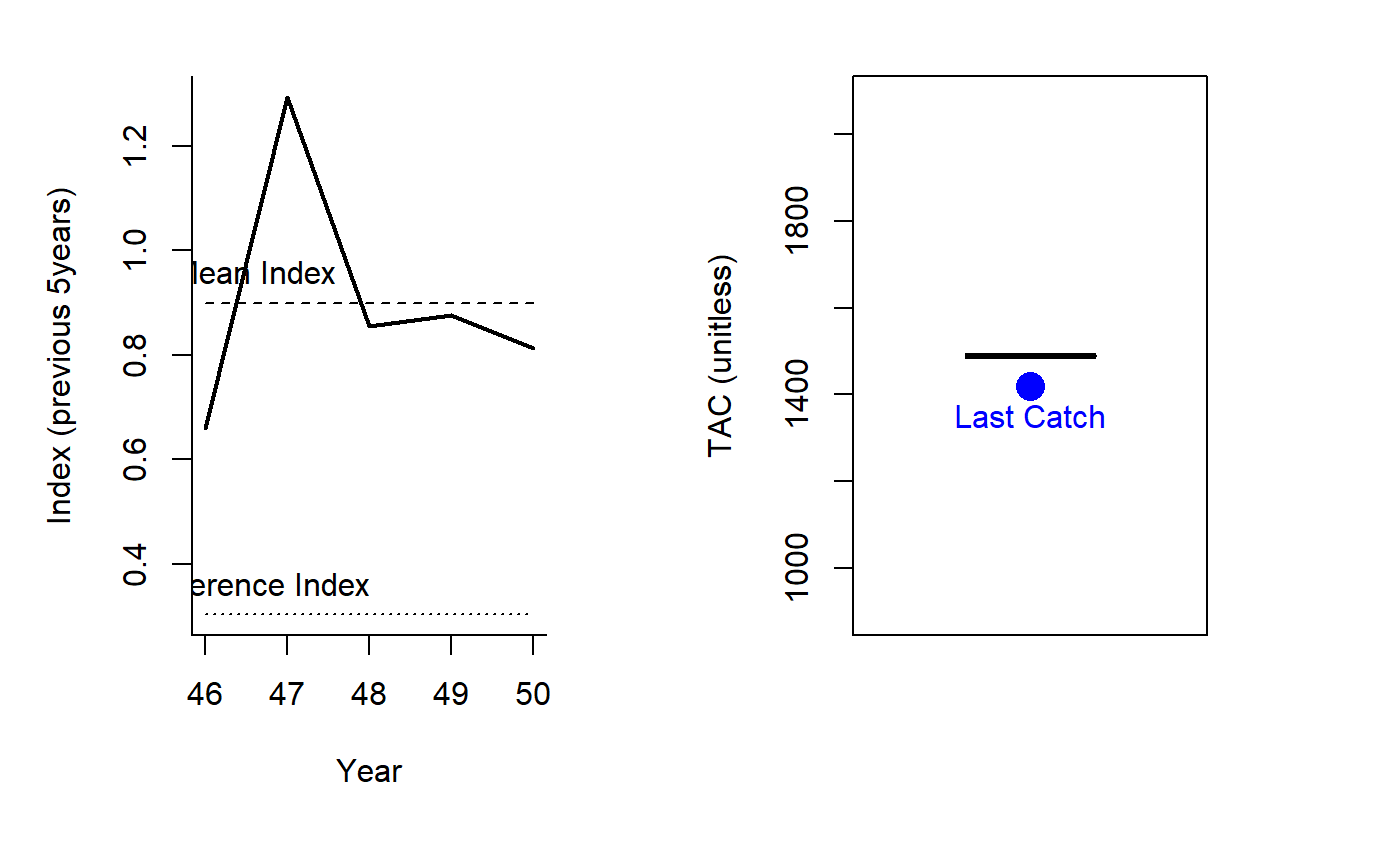 Index (previous 5years)
1.2
1.0
0.8
0.6
0.4
Mean Index
erence Index
46 47 48 49 50
Year
TAC (unitless)
1800
1400
1000
Last Catch